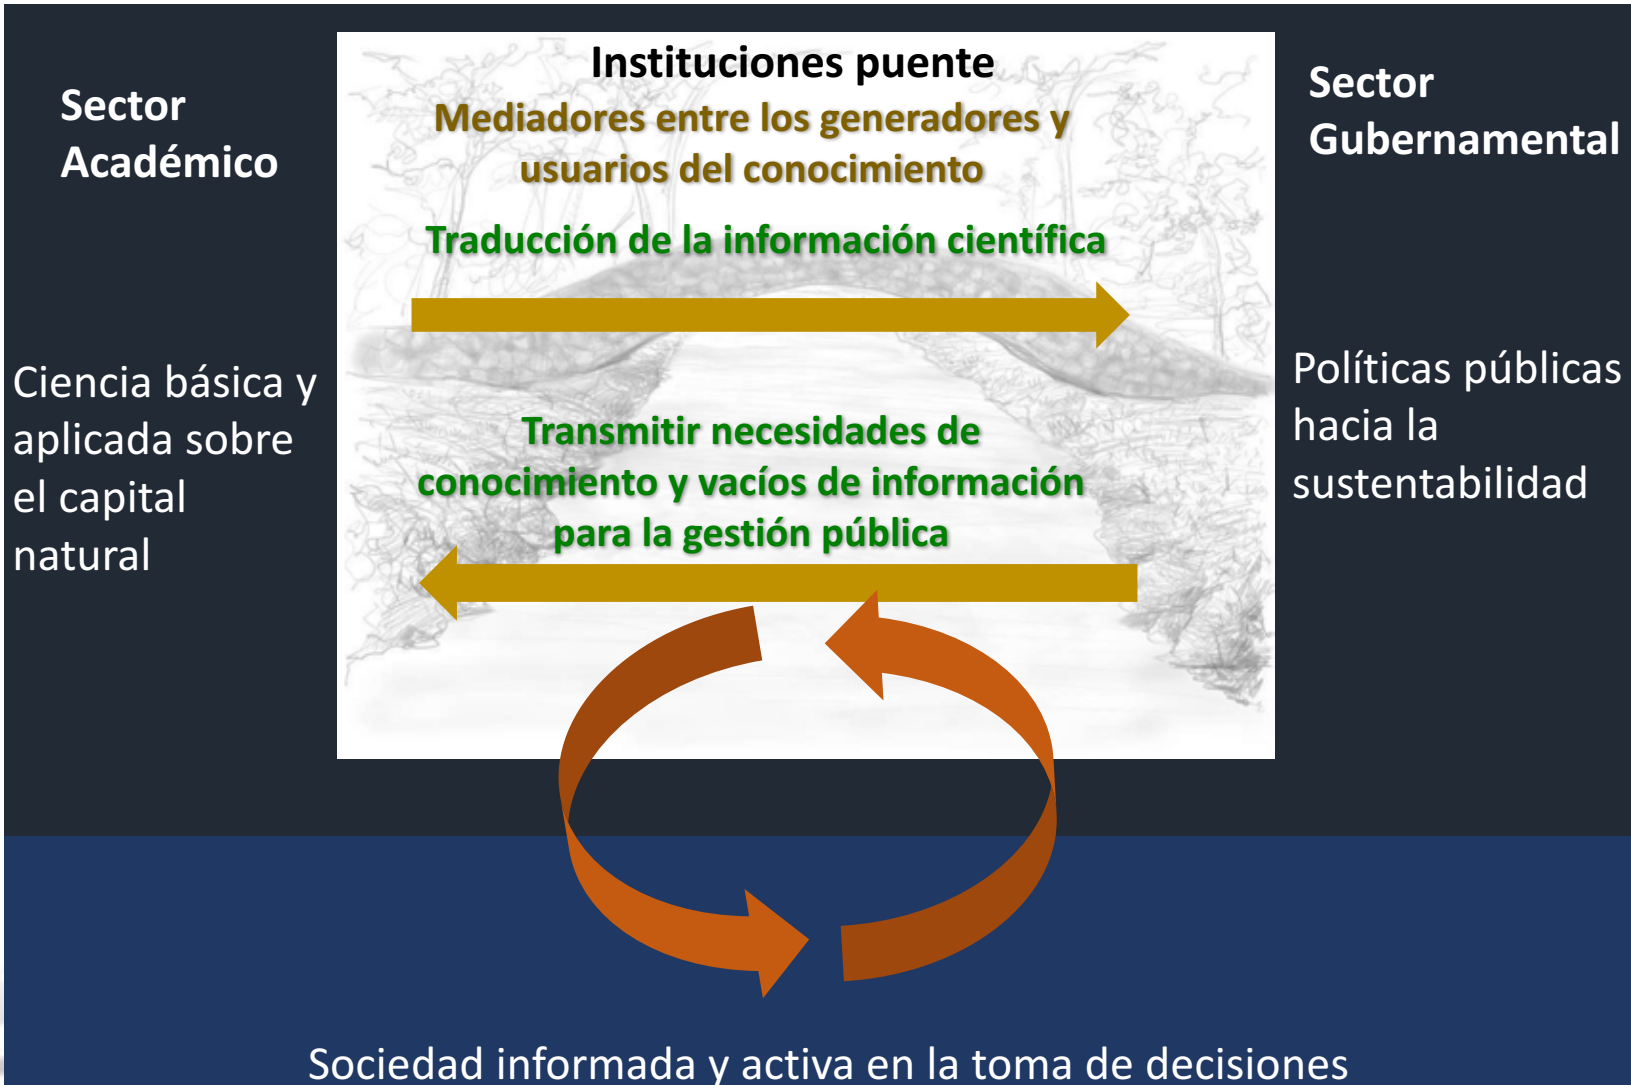 Sector
Académico
Ciencia básica y
aplicada sobre
el capital
natural
Instituciones puente
Mediadores entre los generadores y
usuarios del conocimiento
Traducción de la información científica
Transmitir necesidades de
conocimiento y vacíos de información
para la gestión pública
Sector
Gubernamental
Políticas públicas
hacia la
sustentabilidad
Sociedad informada y activa en la toma de decisiones